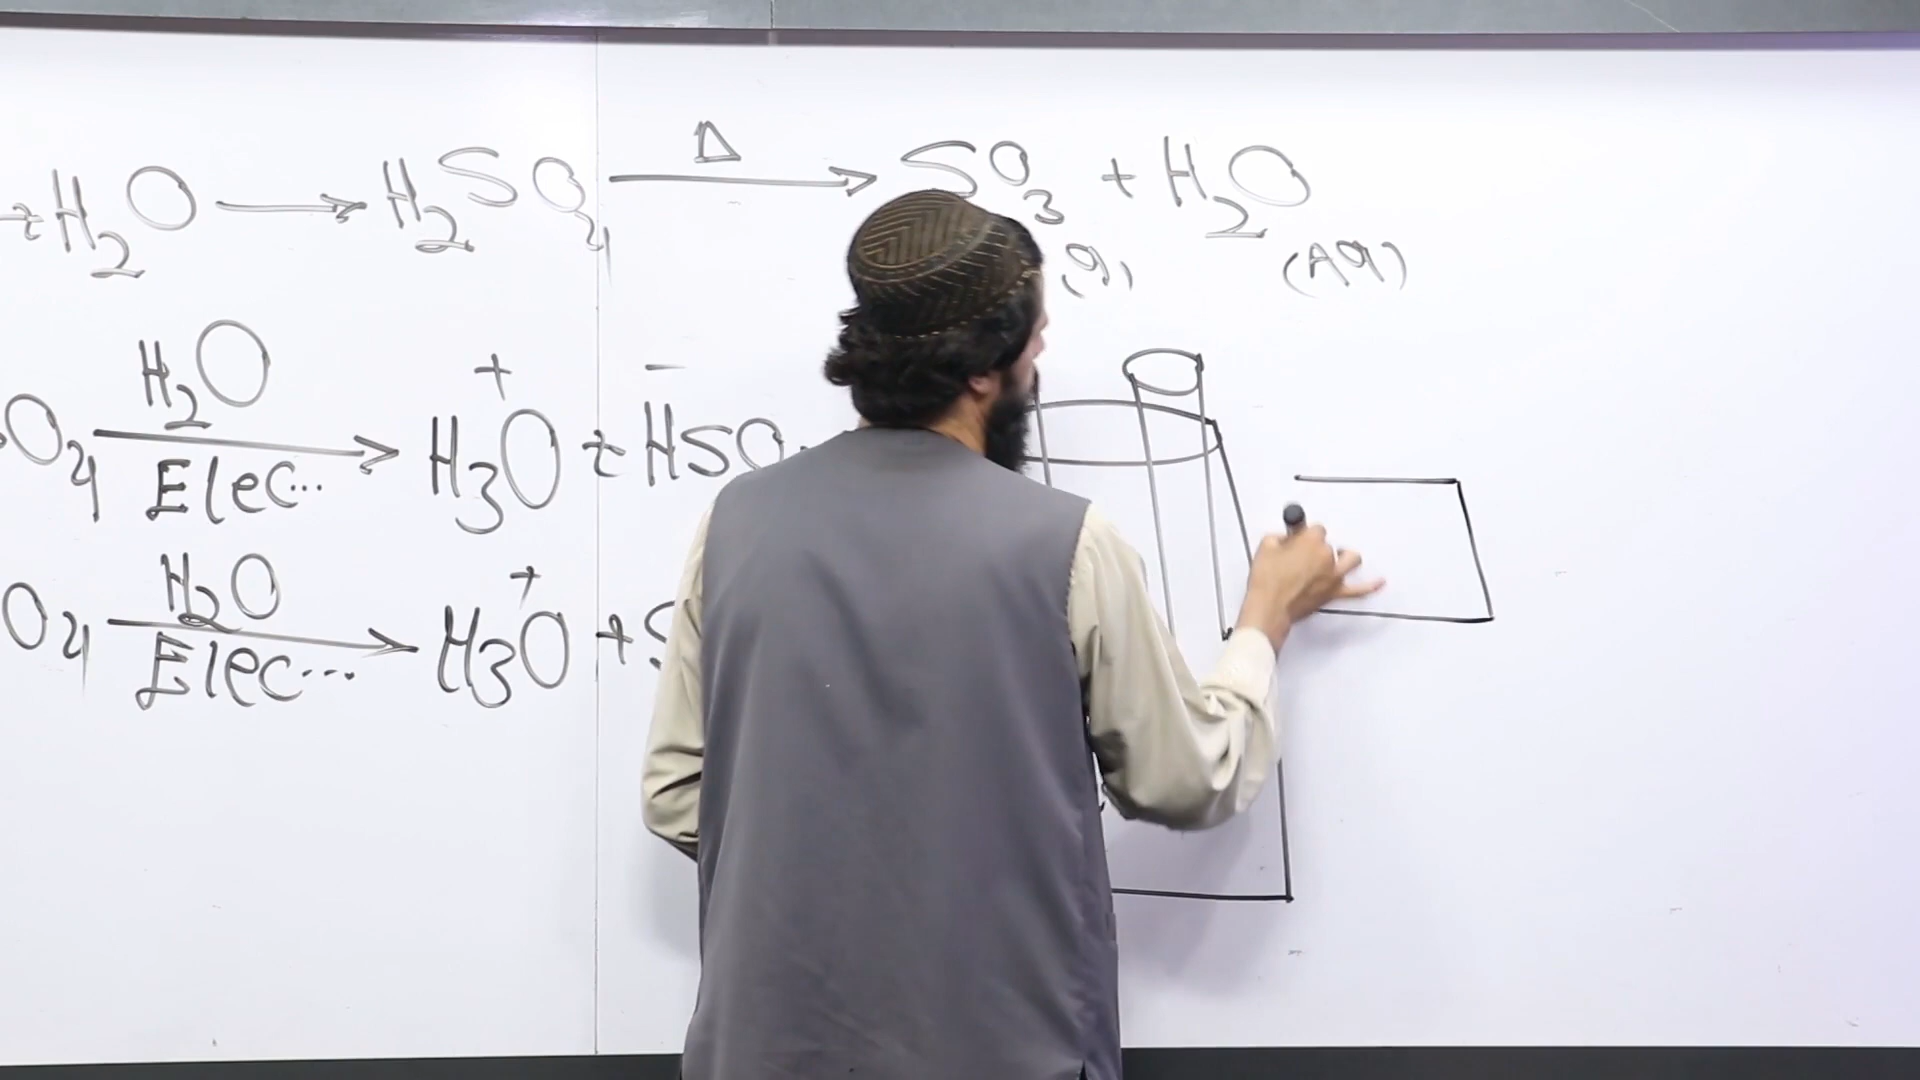 + H₂O → H₂SO₄ —Δ→ SO₃ + H₂O
(g) (Aq)
H₂O
O₄ → H₃O⁺ + HSO₄⁻
Elec...
H₂O
O₄ → H₃O⁺ + S
Elec...